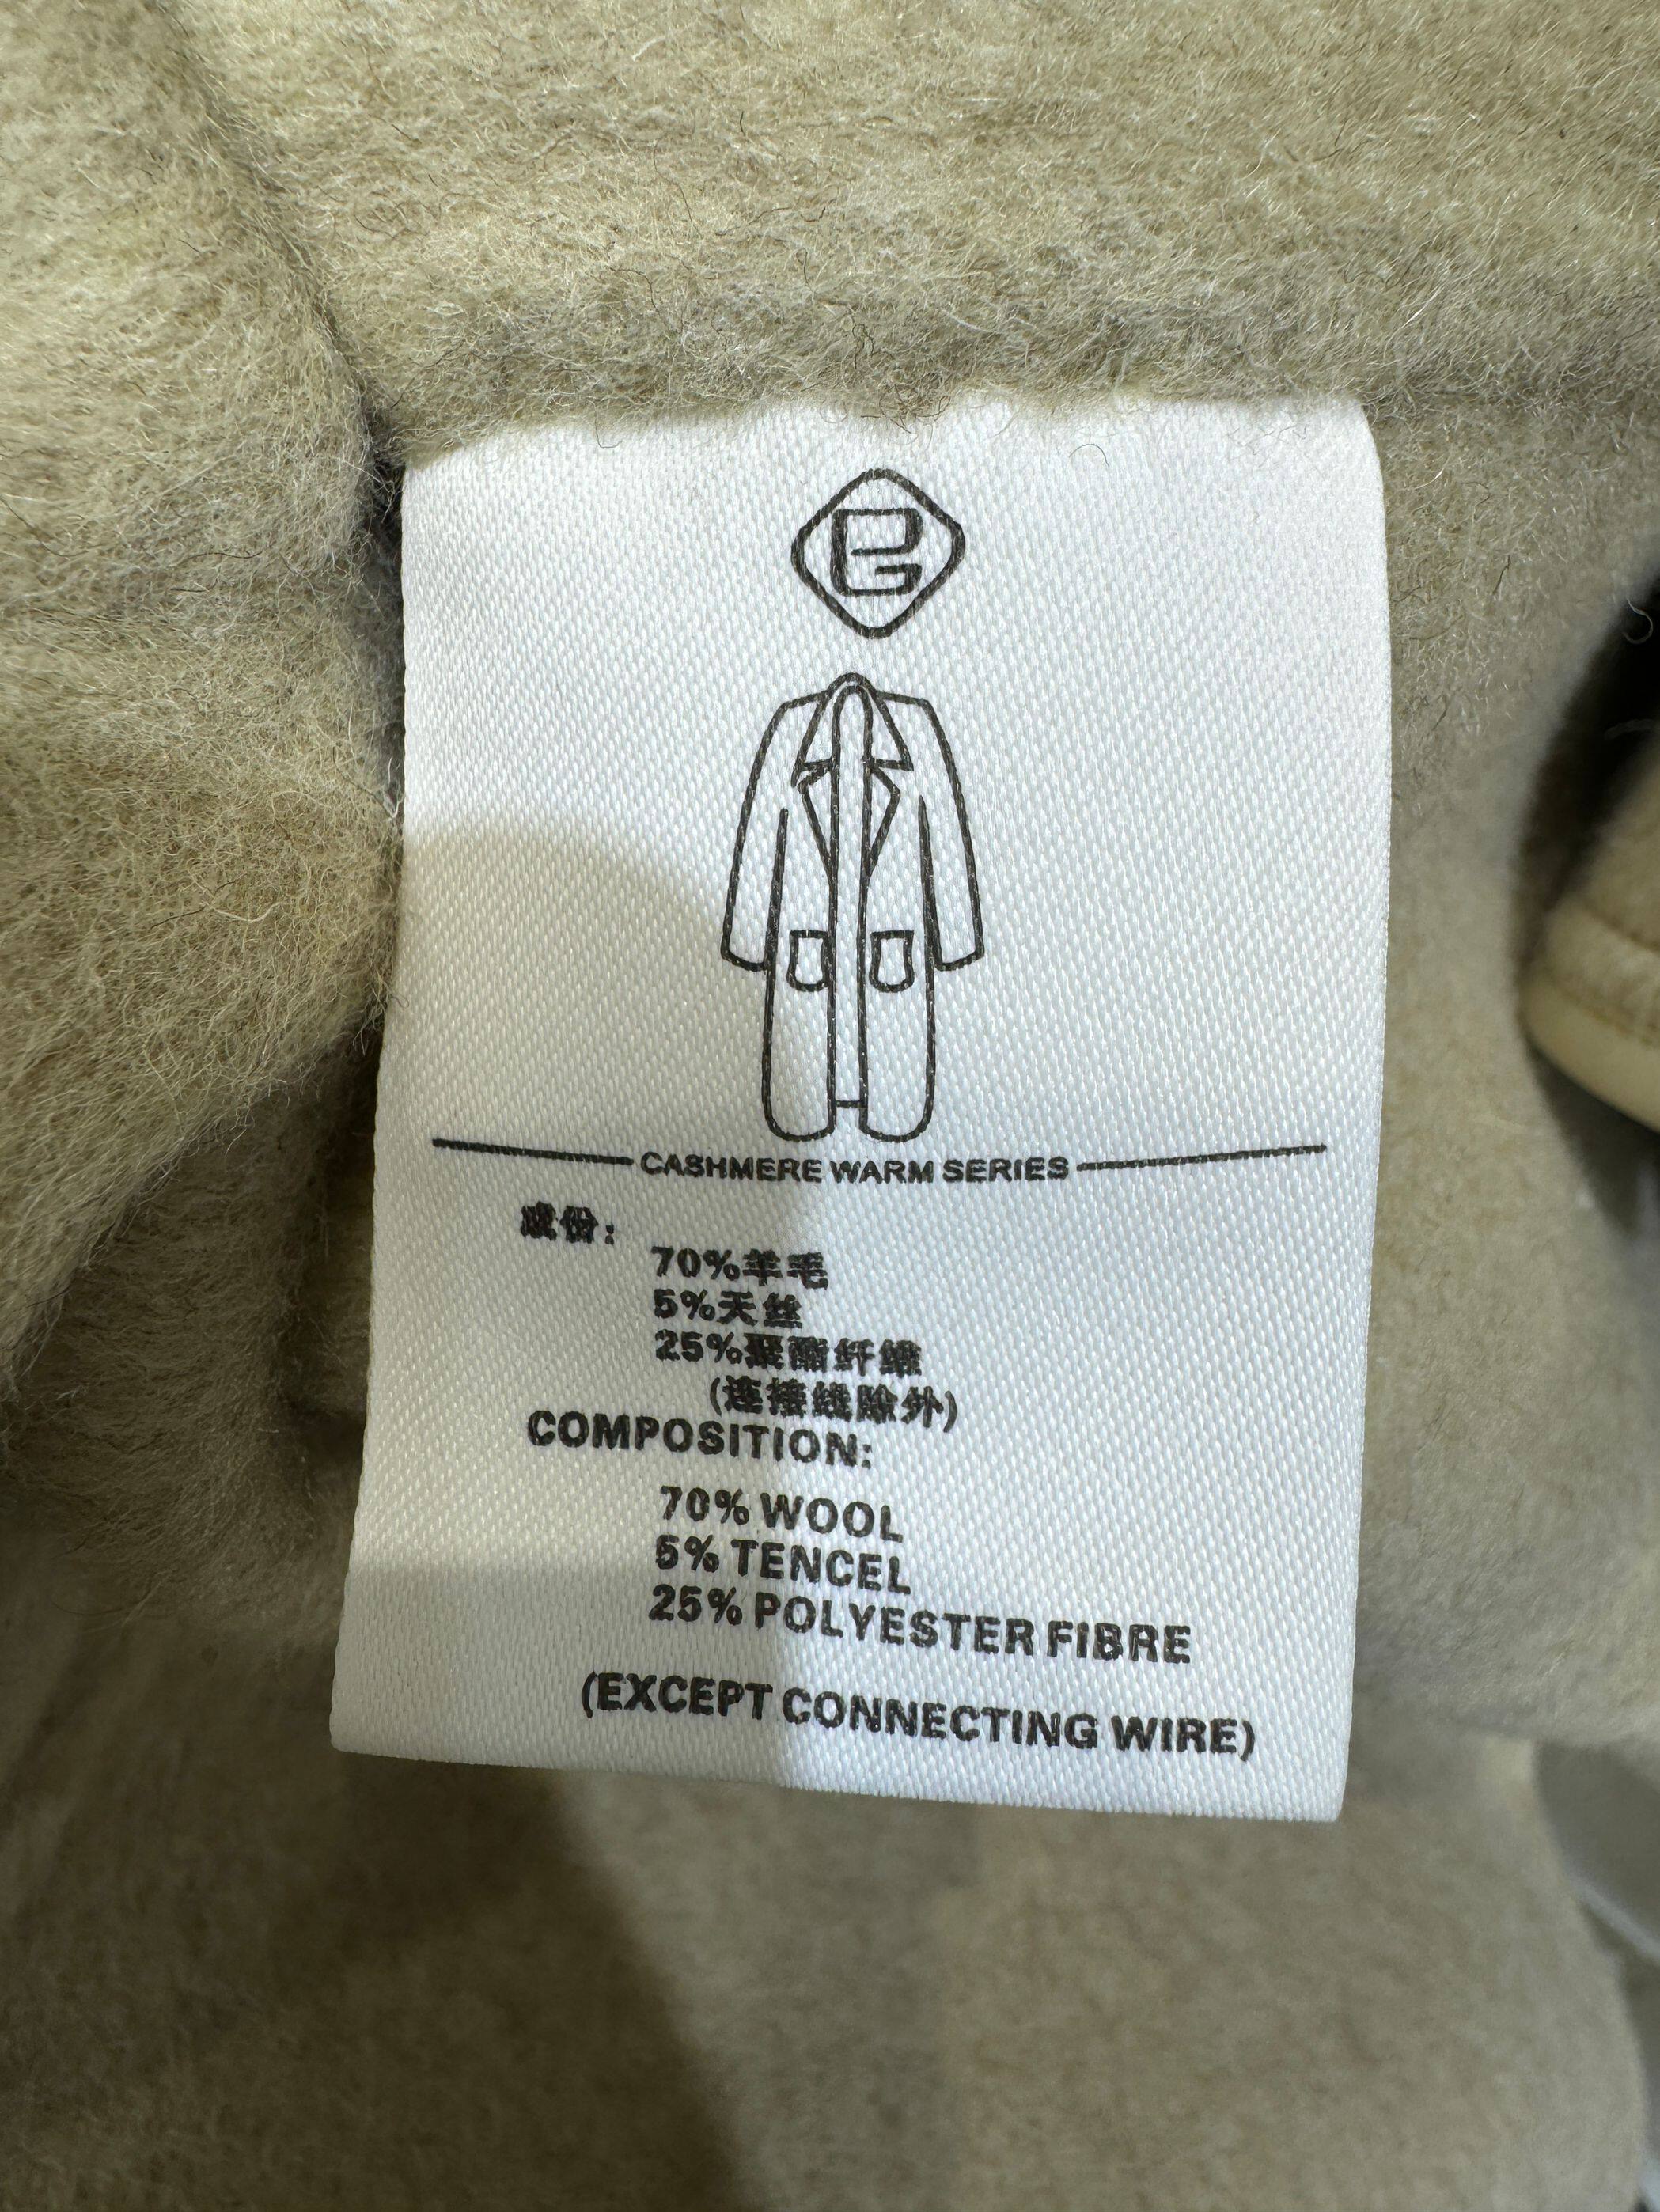 CASHMERE WARM SERIES
成份：
70%羊毛
5%天丝
25%聚酯纤维
(连接线除外)
COMPOSITION:
70% WOOL
5% TENCEL
25% POLYESTER FIBRE
(EXCEPT CONNECTING WIRE)